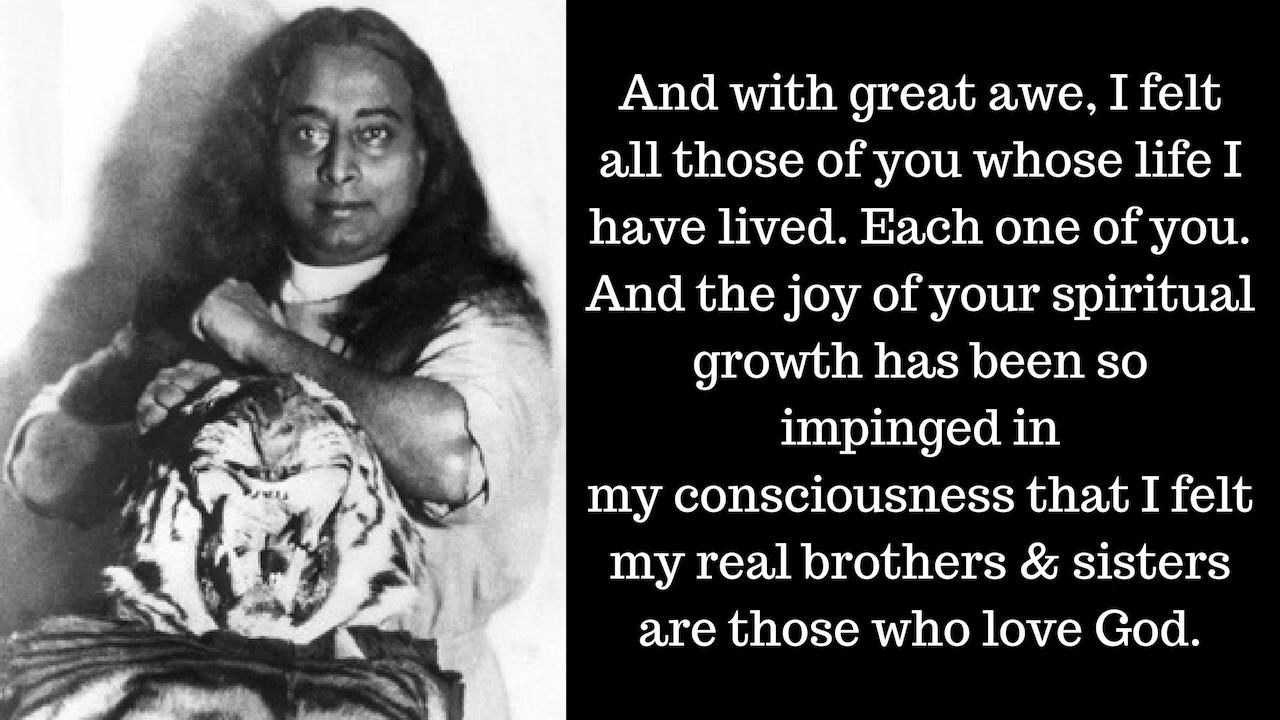 And with great awe, I felt
all those of you whose life I
have lived. Each one of you.
And the joy of your spiritual
growth has been so
impinged in
my consciousness that I felt
my real brothers & sisters
are those who love God.